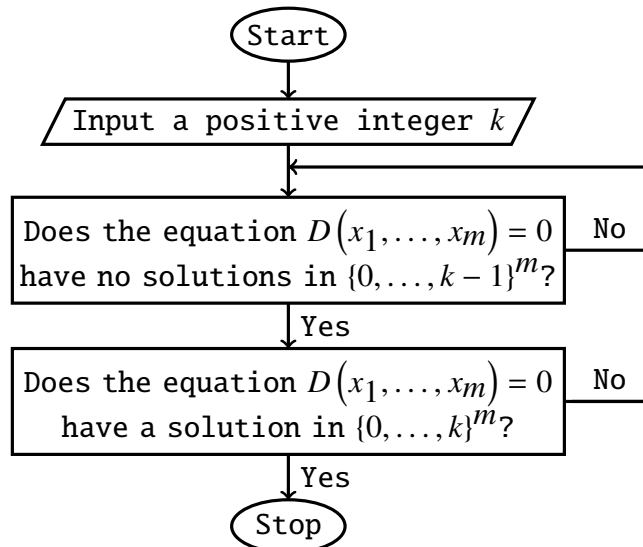 Start
Input a positive integer k
Does the equation D(x₁, . . . , xₘ) = 0
No
have no solutions in {0, . . . , k − 1}ᵐ?
Yes
Does the equation D(x₁, . . . , xₘ) = 0
No
have a solution in {0, . . . , k}ᵐ?
Yes
Stop